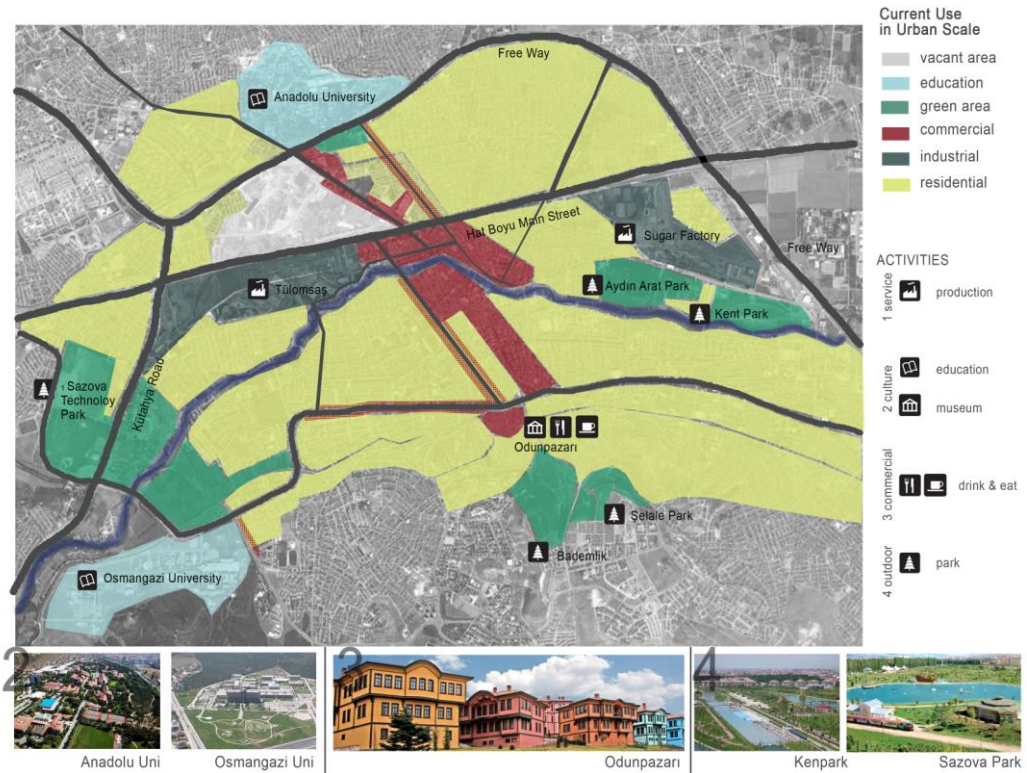 Current Use
in Urban Scale
vacant area
education
green area
commercial
industrial
residential
Free Way
Anadolu University
Hat Boyu Main Street
Sugar Factory
Free Way
Tülomsaş
Aydın Arat Park
Kent Park
Sazova
Technoloy
Park
Kütahya Road
Odunpazarı
Şelale Park
Bademlik
Osmangazi University
ACTIVITIES
1 service
production
2 culture
education
museum
3 commercial
drink & eat
4 outdoor
park
2
3
4
Anadolu Uni
Osmangazi Uni
Odunpazarı
Kenpark
Sazova Park